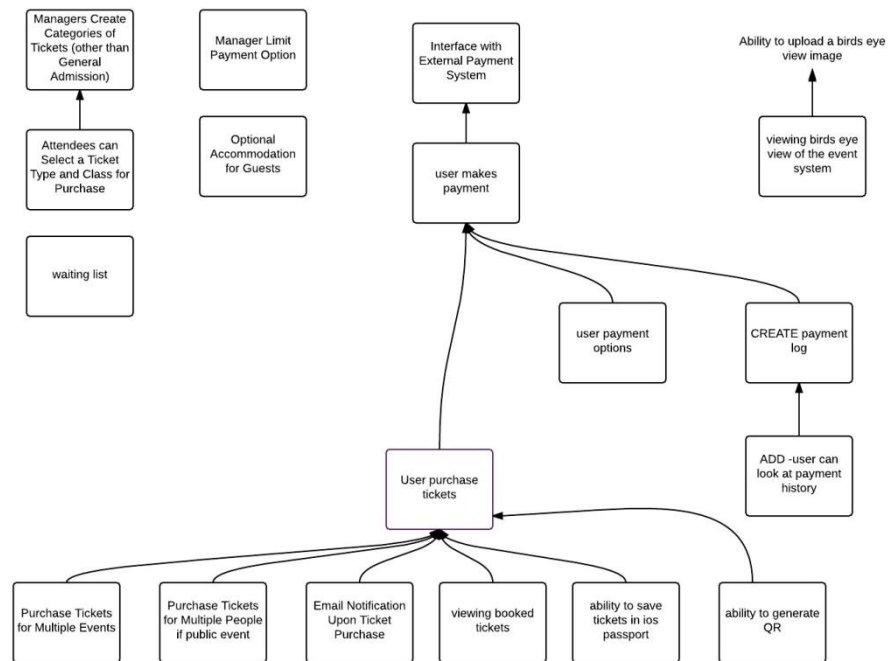 Managers Create
Categories of
Tickets (other than
General
Admission)
Manager Limit
Payment Option
Interface with
External Payment
System
Ability to upload a birds eye
view image
Attendees can
Select a Ticket
Type and Class for
Purchase
Optional
Accommodation
for Guests
user makes
payment
viewing birds eye
view of the event
system
waiting list
user payment
options
CREATE payment
log
User purchase
tickets
ADD -user can
look at payment
history
Purchase Tickets
for Multiple Events
Purchase Tickets
for Multiple People
if public event
Email Notification
Upon Ticket
Purchase
viewing booked
tickets
ability to save
tickets in ios
passport
ability to generate
QR